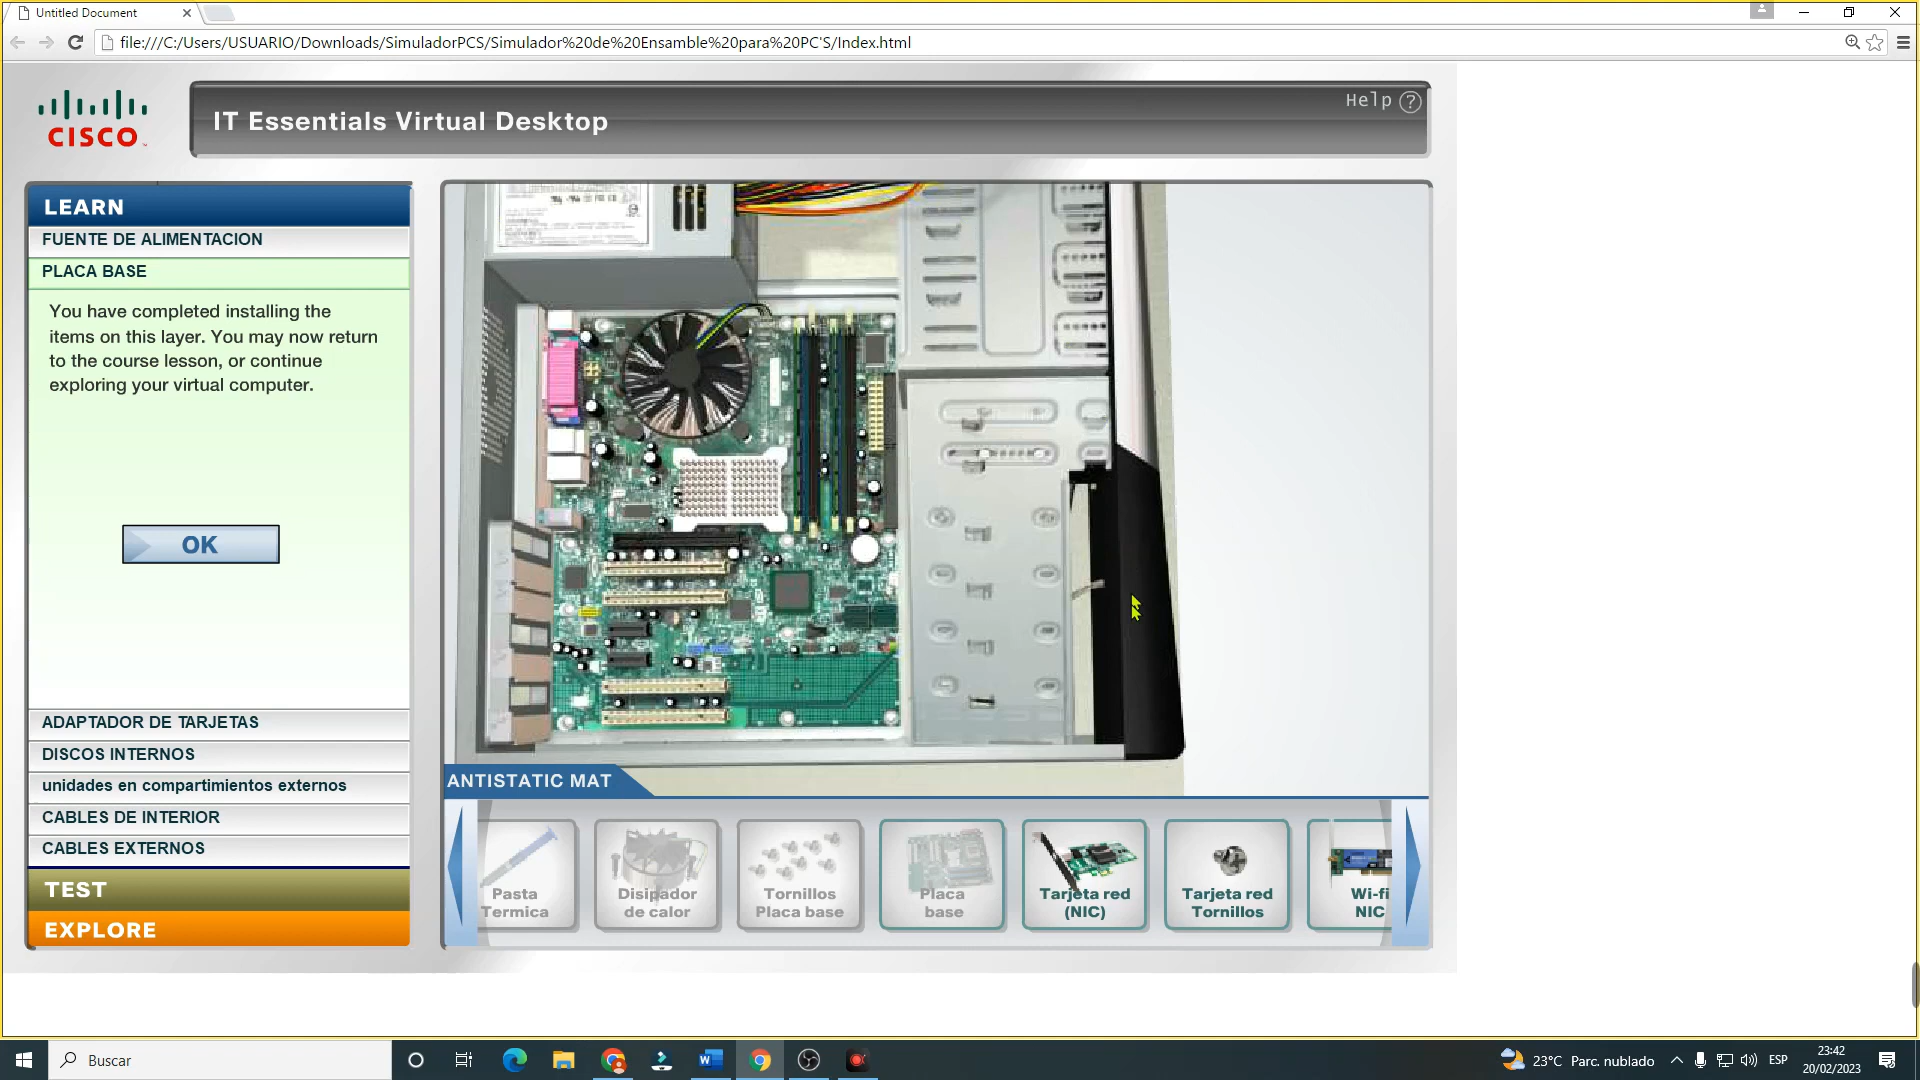 Untitled Document
file:///C:/Users/USUARIO/Downloads/SimuladorPCS/Simulador%20de%20Ensamble%20para%20PC'S/Index.html
CISCO
IT Essentials Virtual Desktop
Help ?
LEARN
FUENTE DE ALIMENTACION
PLACA BASE
You have completed installing the
items on this layer. You may now return
to the course lesson, or continue
exploring your virtual computer.
OK
ADAPTADOR DE TARJETAS
DISCOS INTERNOS
unidades en compartimientos externos
CABLES DE INTERIOR
CABLES EXTERNOS
TEST
EXPLORE
ANTISTATIC MAT
Pasta
Termica
Disipador
de calor
Tornillos
Placa base
Placa
base
Tarjeta red
(NIC)
Tarjeta red
Tornillos
Wi-fi
NIC
Buscar
23°C Parc. nublado
ESP
23:42
20/02/2023